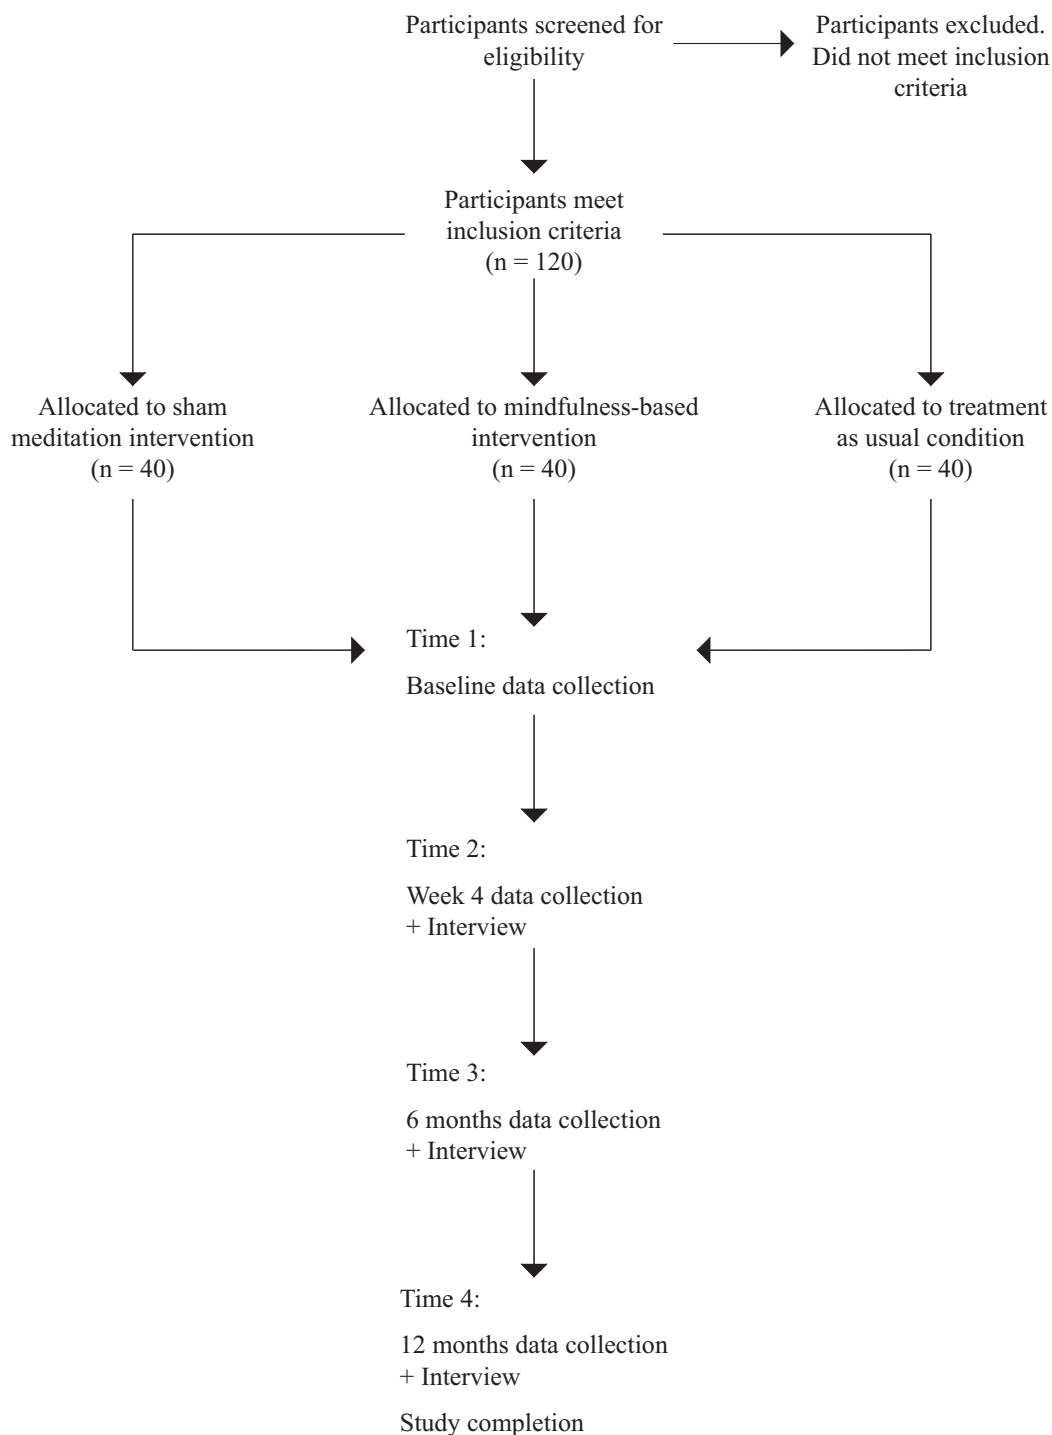 Participants screened for
eligibility
Participants excluded.
Did not meet inclusion
criteria
Participants meet
inclusion criteria
(n = 120)
Allocated to sham
meditation intervention
(n = 40)
Allocated to mindfulness-based
intervention
(n = 40)
Allocated to treatment
as usual condition
(n = 40)
Time 1:
Baseline data collection
Time 2:
Week 4 data collection
+ Interview
Time 3:
6 months data collection
+ Interview
Time 4:
12 months data collection
+ Interview
Study completion